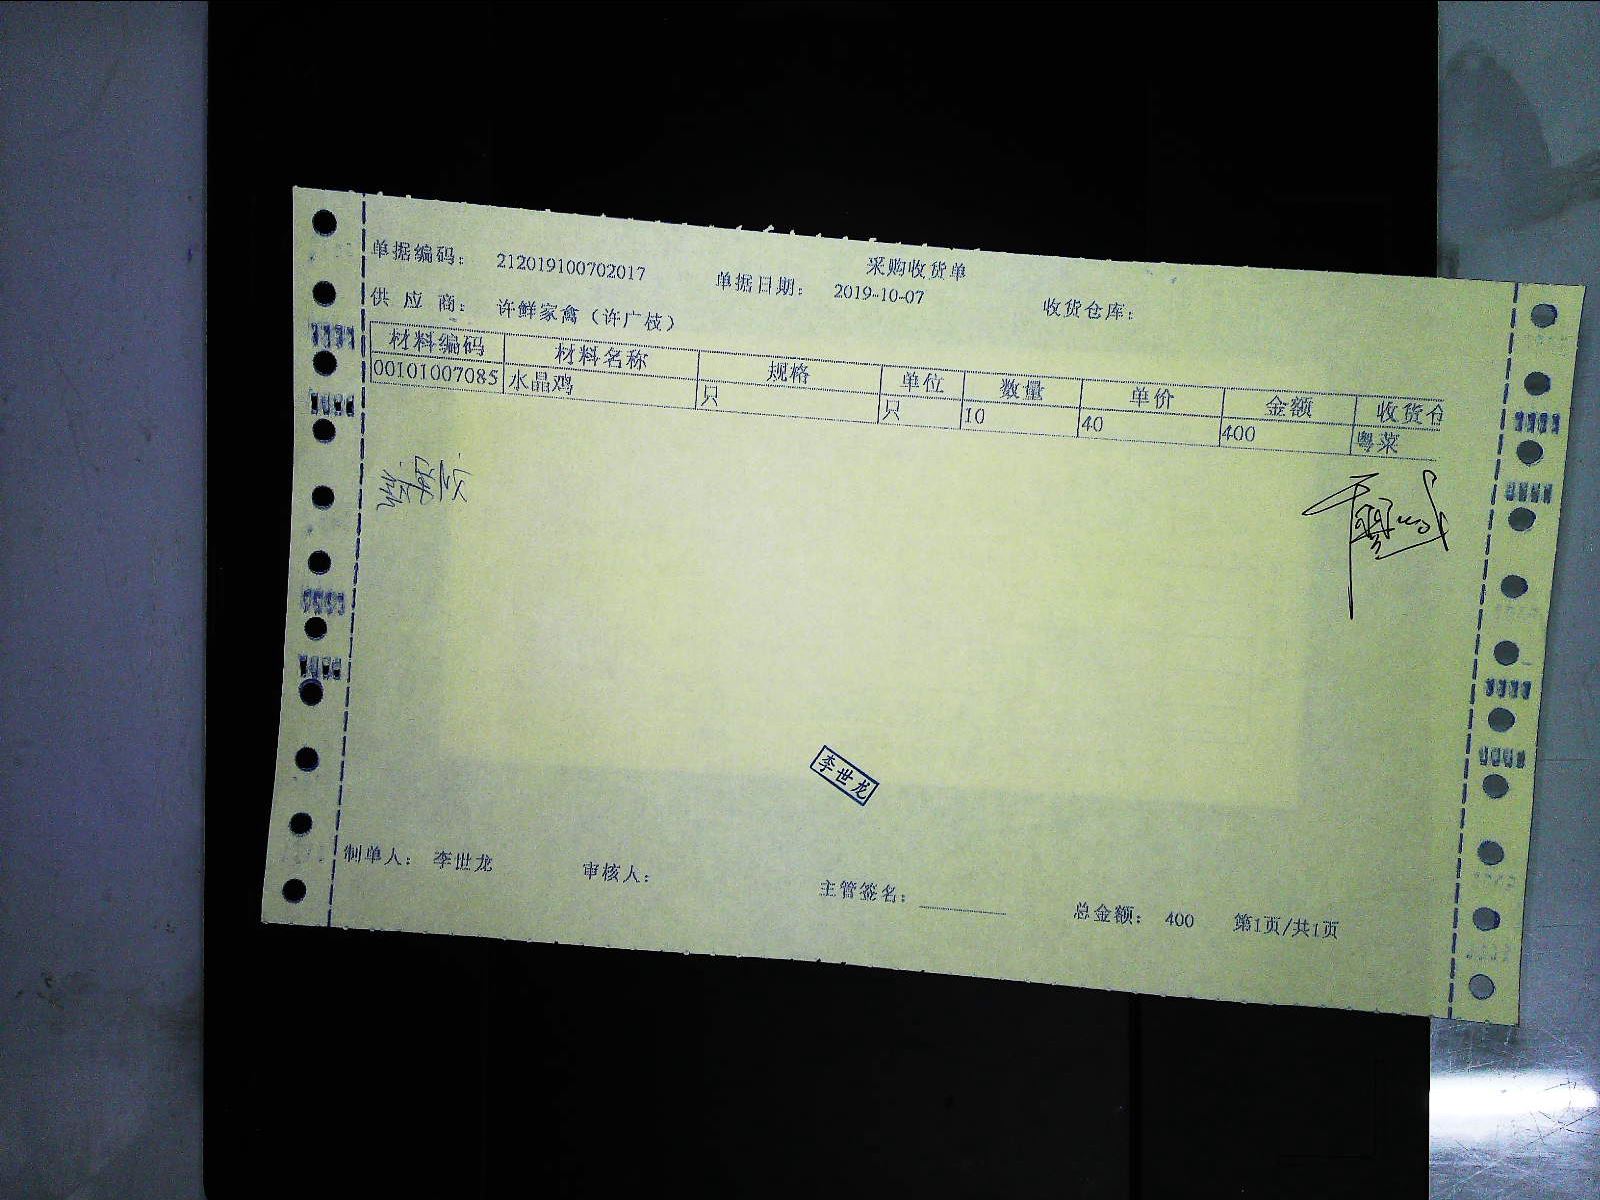 采购收货单
单据编码： 212019100702017 单据日期： 2019-10-07 收货仓库：
供 应 商： 许鲜家禽（许广枝）
材料编码 材料名称 规格 单位 数量 单价 金额 收货仓
00101007085 水晶鸡 只 只 10 40 400 粤菜
李世龙
制单人： 李世龙 审核人： 主管签名： 总金额： 400 第1页/共1页